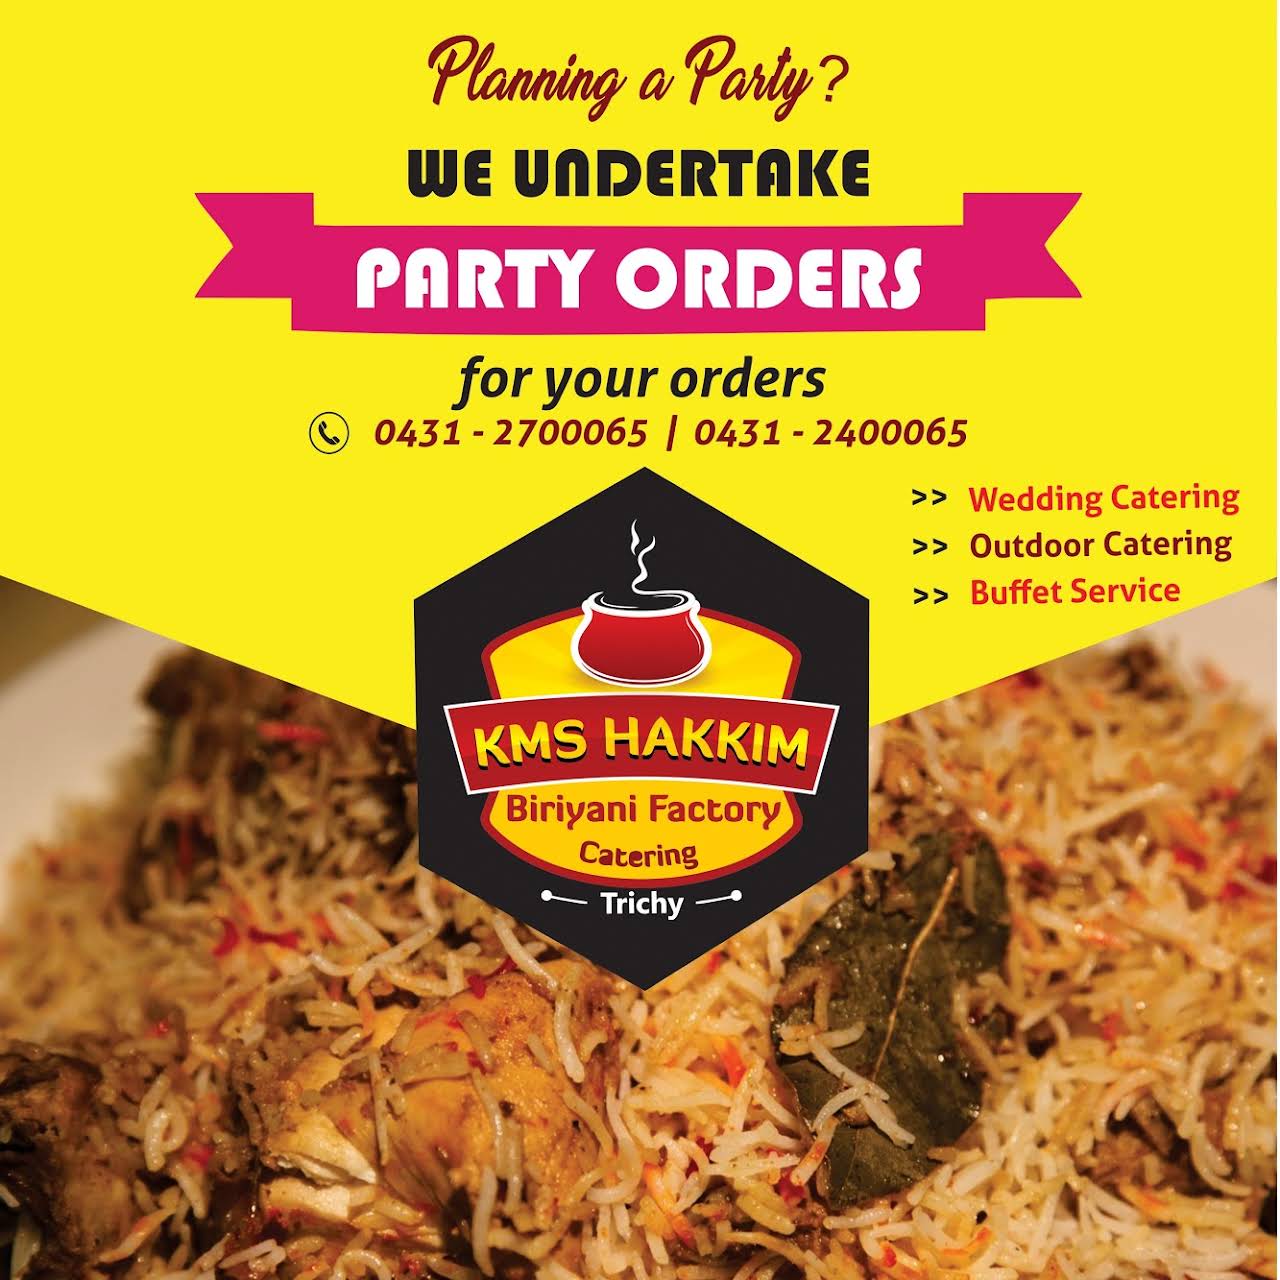 Planning a Party?
WE UNDERTAKE
PARTY ORDERS
for your orders
0431 - 2700065 | 0431 - 2400065
>> Wedding Catering
>> Outdoor Catering
>> Buffet Service
KMS HAKKIM
Biriyani Factory
Catering
Trichy